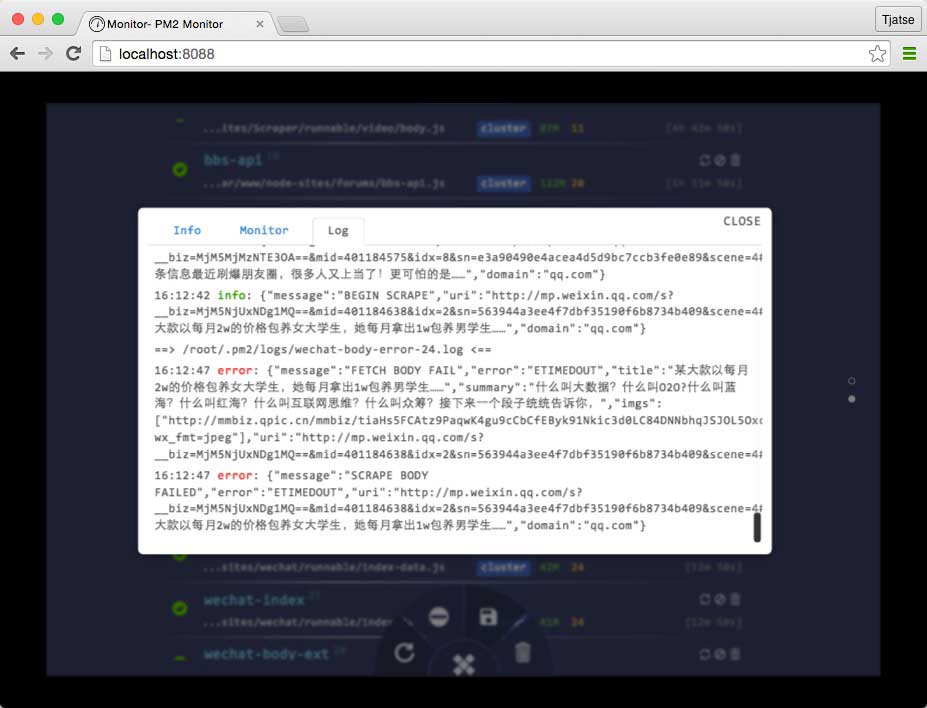 Monitor- PM2 Monitor
Tjatse
localhost:8088
...ites/Scraper/runnable/video/body.js cluster 87M 11 [4h 42m 50s]
bbs-api
...ar/www/node-sites/forums/bbs-api.js cluster 112M 20 [1h 11m 50s]
Info Monitor Log CLOSE
__biz=MjM5MjMzNTE3OA==&mid=401184575&idx=8&sn=e3a90490e4acea4d5d9bc7ccb3fe0e89&scene=4#
条信息最近刷爆朋友圈，很多人又上当了！更可怕的是……","domain":"qq.com"}
16:12:42 info: {"message":"BEGIN SCRAPE","uri":"http://mp.weixin.qq.com/s?
__biz=MjM5NjUxNDg1MQ==&mid=401184638&idx=2&sn=563944a3ee4f7dbf35190f6b8734b409&scene=4#
大款以每月2w的价格包养女大学生，她每月拿出1w包养男学生……","domain":"qq.com"}
==> /root/.pm2/logs/wechat-body-error-24.log <==
16:12:47 error: {"message":"FETCH BODY FAIL","error":"ETIMEDOUT","title":"某大款以每月
2w的价格包养女大学生，她每月拿出1w包养男学生……","summary":"什么叫大数据？什么叫O2O?什么叫蓝
海？什么叫红海？什么叫互联网思维？什么叫众筹？接下来一个段子统统告诉你，","imgs":
["http://mmbiz.qpic.cn/mmbiz/tiaHs5FCAtz9PaqwK4gu9cCbCfEByk91Nkic3d0LC84DNNbhqJSJOL5Oxc
wx_fmt=jpeg"],"uri":"http://mp.weixin.qq.com/s?
__biz=MjM5NjUxNDg1MQ==&mid=401184638&idx=2&sn=563944a3ee4f7dbf35190f6b8734b409&scene=4#
16:12:47 error: {"message":"SCRAPE BODY
FAILED","error":"ETIMEDOUT","uri":"http://mp.weixin.qq.com/s?
__biz=MjM5NjUxNDg1MQ==&mid=401184638&idx=2&sn=563944a3ee4f7dbf35190f6b8734b409&scene=4#
大款以每月2w的价格包养女大学生，她每月拿出1w包养男学生……","domain":"qq.com"}
...sites/wechat/runnable/index-data.js cluster 42M 24 [12m 50s]
wechat-index
...sites/wechat/runnable/index 41M 24 [12m 50s]
wechat-body-ext